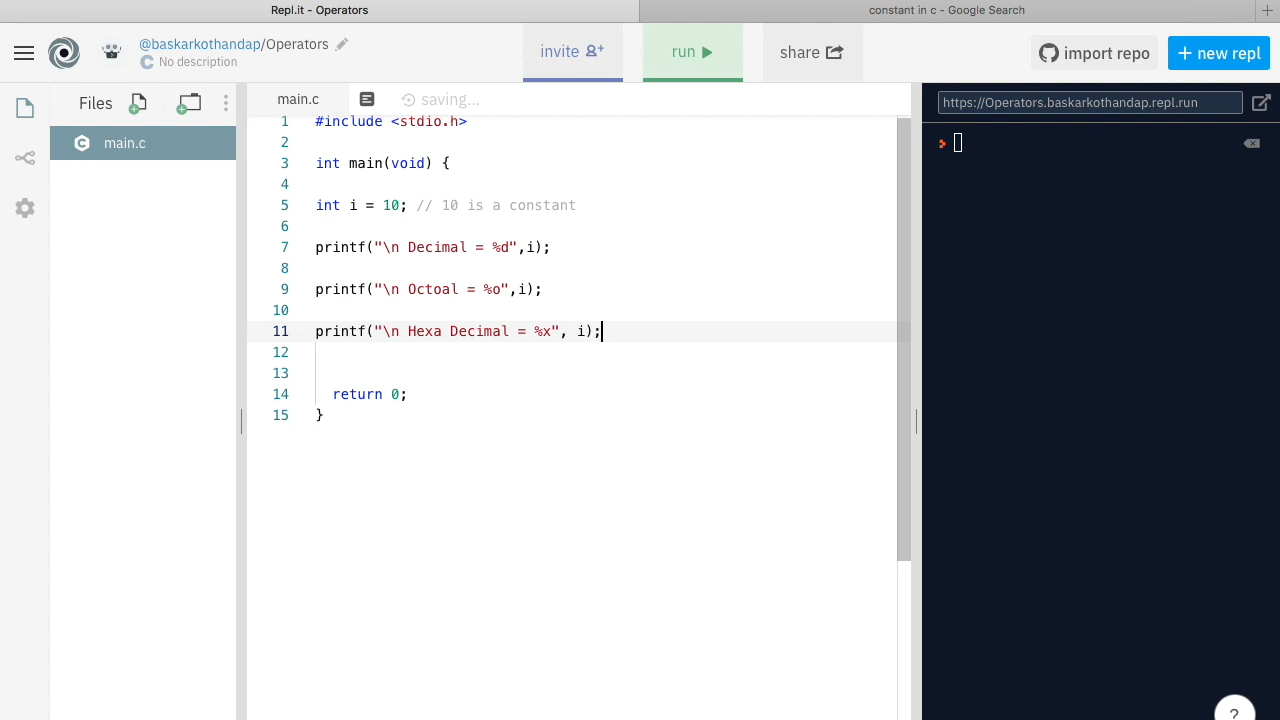 Repl.it - Operators
constant in c - Google Search
@baskarkothandap/Operators
No description
invite
run
share
import repo
+ new repl
Files
main.c
main.c
saving...
https://Operators.baskarkothandap.repl.run
1 #include <stdio.h>
2
3 int main(void) {
4
5 int i = 10; // 10 is a constant
6
7 printf("\n Decimal = %d",i);
8
9 printf("\n Octoal = %o",i);
10
11 printf("\n Hexa Decimal = %x", i);
12
13
14 return 0;
15 }
?